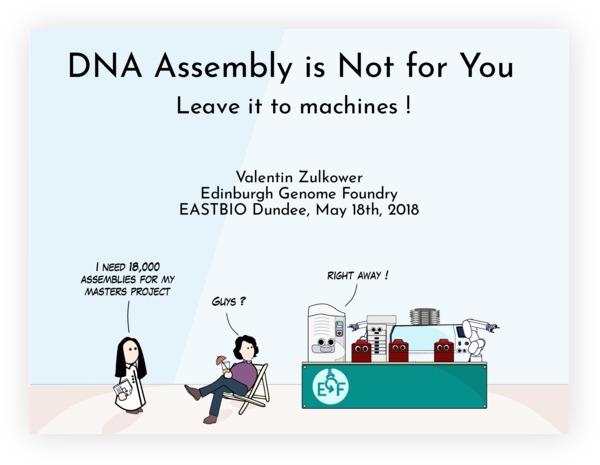 DNA Assembly is Not for You
Leave it to machines !
Valentin Zulkower
Edinburgh Genome Foundry
EASTBIO Dundee, May 18th, 2018
I NEED 18,000
ASSEMBLIES FOR MY
MASTERS PROJECT
GUYS ?
RIGHT AWAY !
E F